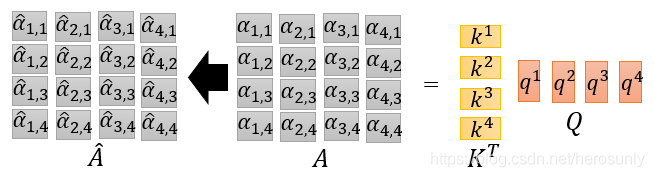 α̂1,1 α̂2,1 α̂3,1 α̂4,1 α1,1 α2,1 α3,1 α4,1 k¹
α̂1,2 α̂2,2 α̂3,2 α̂4,2 α1,2 α2,2 α3,2 α4,2 = k² q¹ q² q³ q⁴
α̂1,3 α̂2,3 α̂3,3 α̂4,3 α1,3 α2,3 α3,3 α4,3 k³
α̂1,4 α̂2,4 α̂3,4 α̂4,4 α1,4 α2,4 α3,4 α4,4 k⁴ Q
Â A Kᵀ
https://blog.csdn.net/herosunly